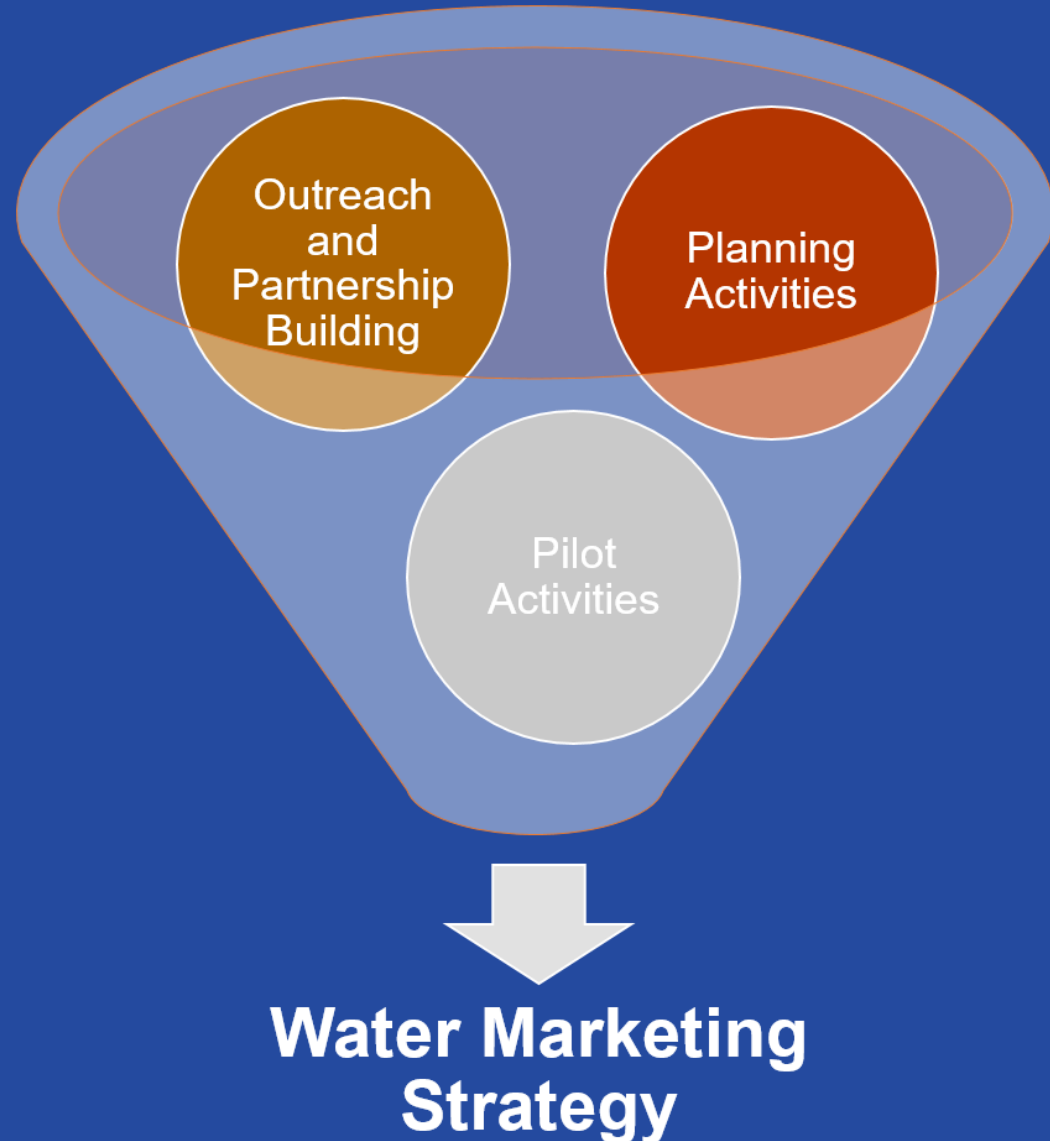 Outreach
and
Partnership
Building
Planning
Activities
Pilot
Activities
Water Marketing
Strategy